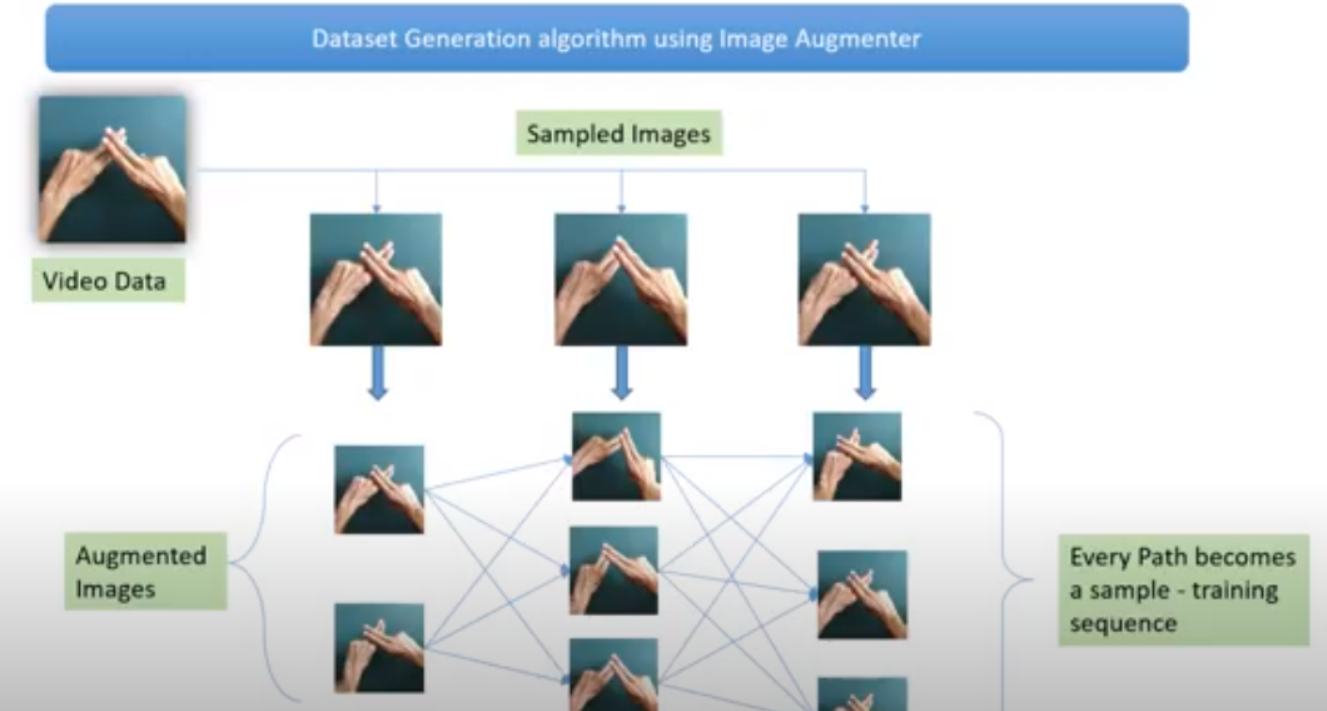 Dataset Generation algorithm using Image Augmenter
Sampled Images
Video Data
Augmented
Images
Every Path becomes
a sample - training
sequence